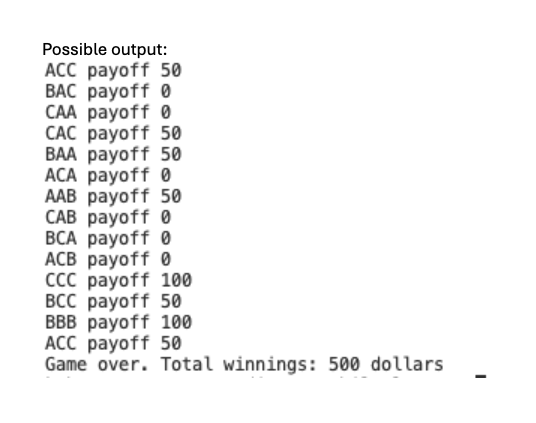 Possible output:
ACC payoff 50
BAC payoff 0
CAA payoff 0
CAC payoff 50
BAA payoff 50
ACA payoff 0
AAB payoff 50
CAB payoff 0
BCA payoff 0
ACB payoff 0
CCC payoff 100
BCC payoff 50
BBB payoff 100
ACC payoff 50
Game over. Total winnings: 500 dollars